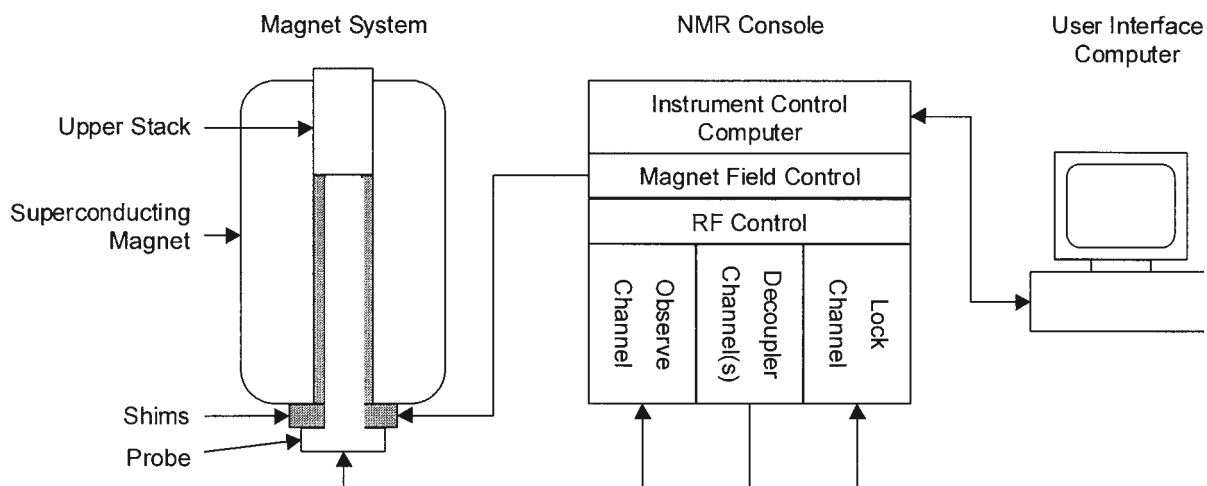 Magnet System
NMR Console
User Interface
Computer
Upper Stack
Superconducting
Magnet
Shims
Probe
Instrument Control
Computer
Magnet Field Control
RF Control
Observe
Channel
Decoupler
Channel(s)
Lock
Channel